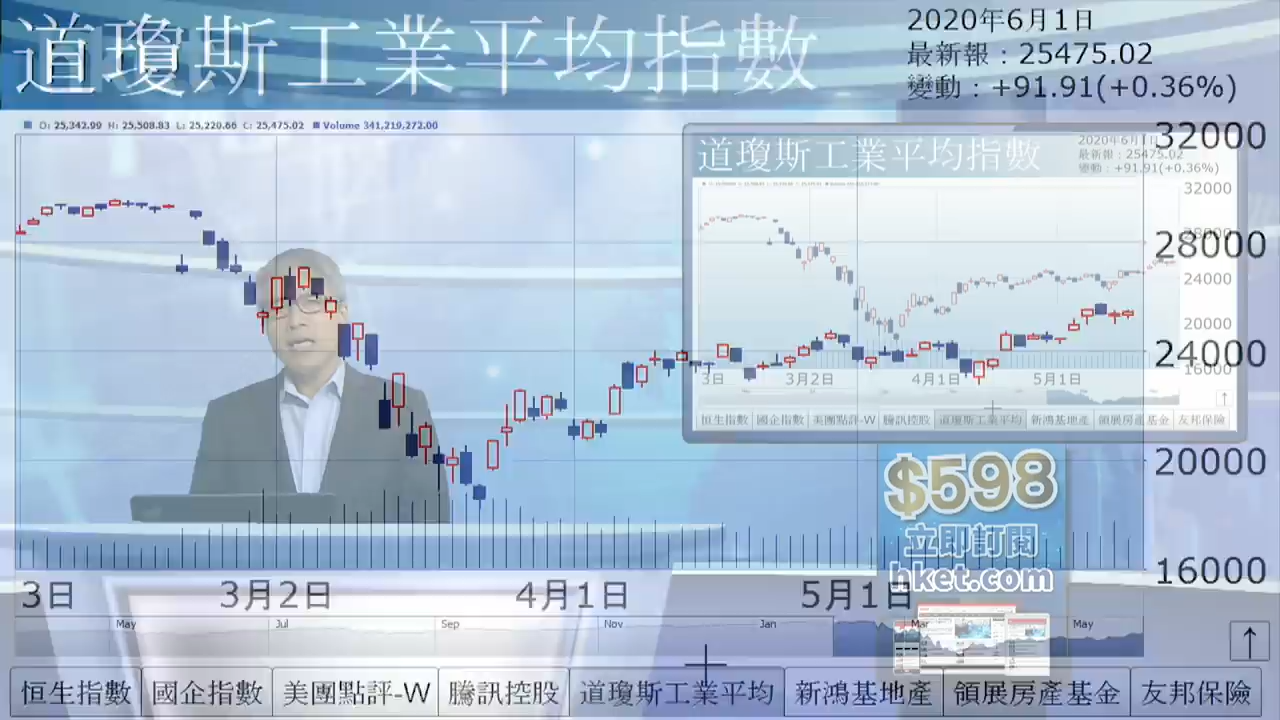 道瓊斯工業平均指數
2020年6月1日
最新報：25475.02
變動：+91.91(+0.36%)
O: 25,342.99 H: 25,508.83 L: 25,220.66 C: 25,475.02 Volume 341,219,272.00
32000
28000
24000
20000
16000
道瓊斯工業平均指數
2020年6月1日
最新報：25475.02
變動：+91.91(+0.36%)
32000
28000
24000
20000
16000
3日 3月2日 4月1日 5月1日
恒生指數 國企指數 美團點評-W 騰訊控股 道瓊斯工業平均 新鴻基地產 領展房產基金 友邦保險
$598
立即訂閱
hket.com
3日 3月2日 4月1日 5月1日
May Jul Sep Nov Jan Mar May
恒生指數 國企指數 美團點評-W 騰訊控股 道瓊斯工業平均 新鴻基地產 領展房產基金 友邦保險